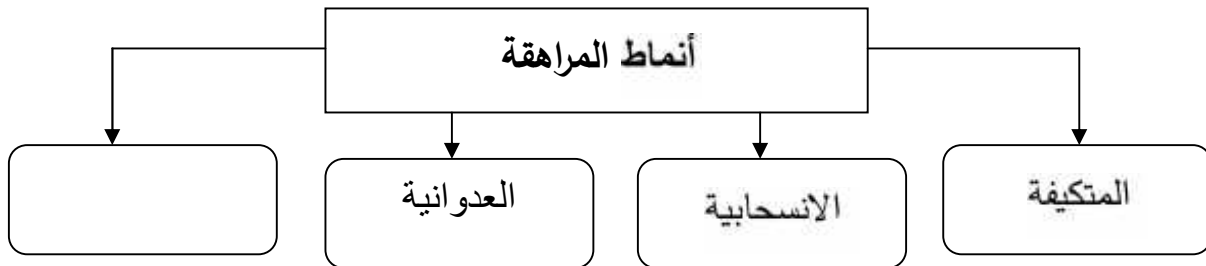 أنماط المراهقة
المتكيفة
الانسحابية
العدوانية